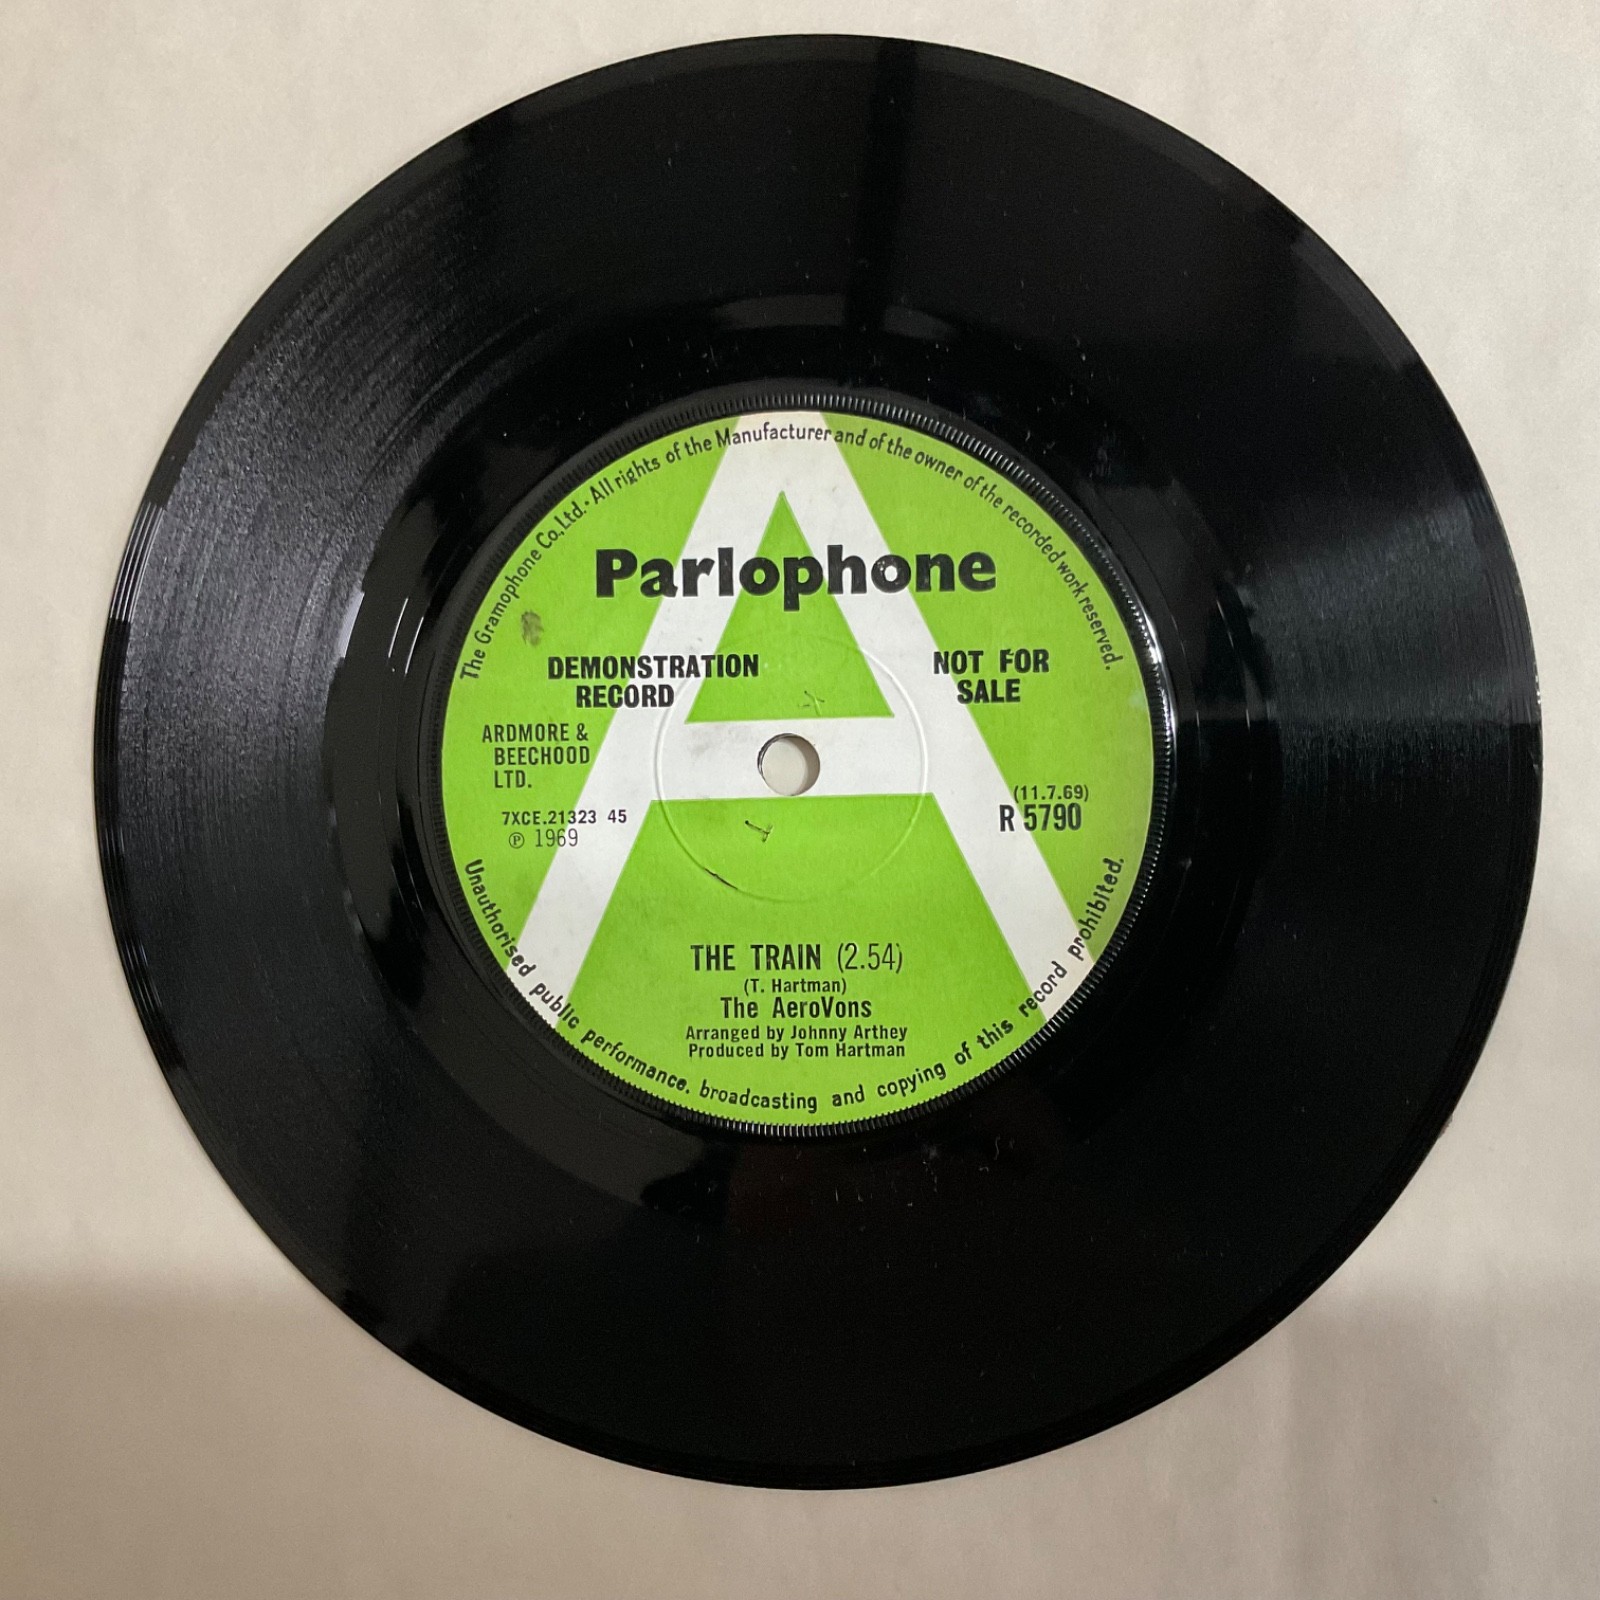 The Gramophone Co., Ltd. · All rights of the Manufacturer and of the owner of the recorded work reserved.
A
Parlophone
DEMONSTRATION
RECORD
NOT FOR
SALE
ARDMORE &
BEECHOOD
LTD.
7XCE.21323 45
℗ 1969
(11.7.69)
R 5790
THE TRAIN (2.54)
(T. Hartman)
The AeroVons
Arranged by Johnny Arthey
Produced by Tom Hartman
Unauthorised public performance, broadcasting and copying of this record prohibited.